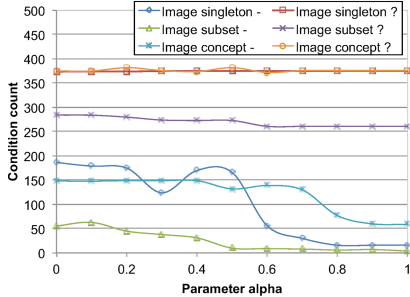 Image singleton - Image singleton ?
Image subset - Image subset ?
Image concept - Image concept ?
500
450
400
350
300
250
200
150
100
50
0
Condition count
0 0.2 0.4 0.6 0.8 1
Parameter alpha